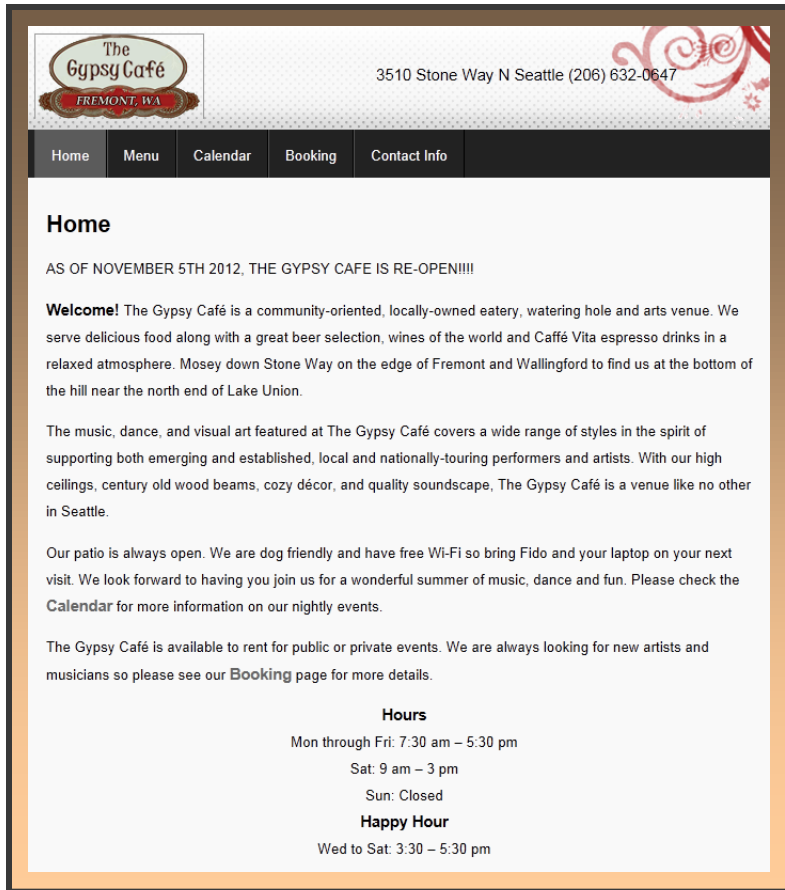 The
Gypsy Café
FREMONT, WA
3510 Stone Way N Seattle (206) 632-0647
Home Menu Calendar Booking Contact Info
Home
AS OF NOVEMBER 5TH 2012, THE GYPSY CAFE IS RE-OPEN!!!!
Welcome! The Gypsy Café is a community-oriented, locally-owned eatery, watering hole and arts venue. We
serve delicious food along with a great beer selection, wines of the world and Caffé Vita espresso drinks in a
relaxed atmosphere. Mosey down Stone Way on the edge of Fremont and Wallingford to find us at the bottom of
the hill near the north end of Lake Union.
The music, dance, and visual art featured at The Gypsy Café covers a wide range of styles in the spirit of
supporting both emerging and established, local and nationally-touring performers and artists. With our high
ceilings, century old wood beams, cozy décor, and quality soundscape, The Gypsy Café is a venue like no other
in Seattle.
Our patio is always open. We are dog friendly and have free Wi-Fi so bring Fido and your laptop on your next
visit. We look forward to having you join us for a wonderful summer of music, dance and fun. Please check the
Calendar for more information on our nightly events.
The Gypsy Café is available to rent for public or private events. We are always looking for new artists and
musicians so please see our Booking page for more details.
Hours
Mon through Fri: 7:30 am – 5:30 pm
Sat: 9 am – 3 pm
Sun: Closed
Happy Hour
Wed to Sat: 3:30 – 5:30 pm